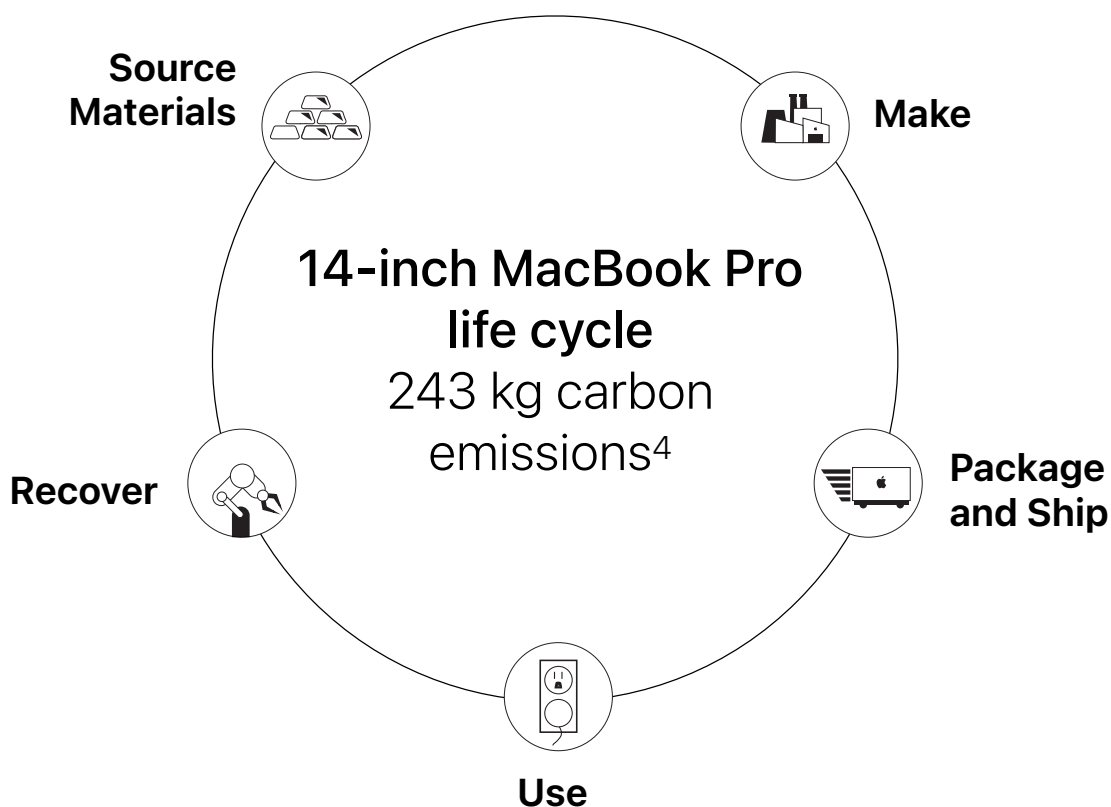 Source
Materials
Make
14-inch MacBook Pro
life cycle
243 kg carbon
emissions⁴
Recover
Package
and Ship
Use